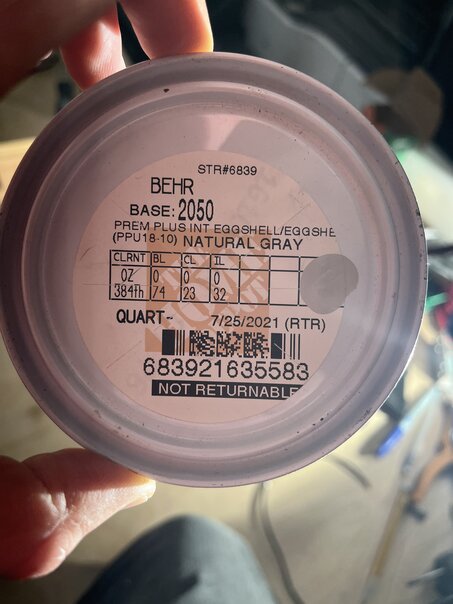 STR#6839
BEHR
BASE: 2050
PREM PLUS INT EGGSHELL/EGGSHE
(PPU18-10) NATURAL GRAY
CLRNT BL CL IL
OZ 0 0 0
384th 74 23 32
QUART~ 7/25/2021 (RTR)
683921635583
NOT RETURNABLE